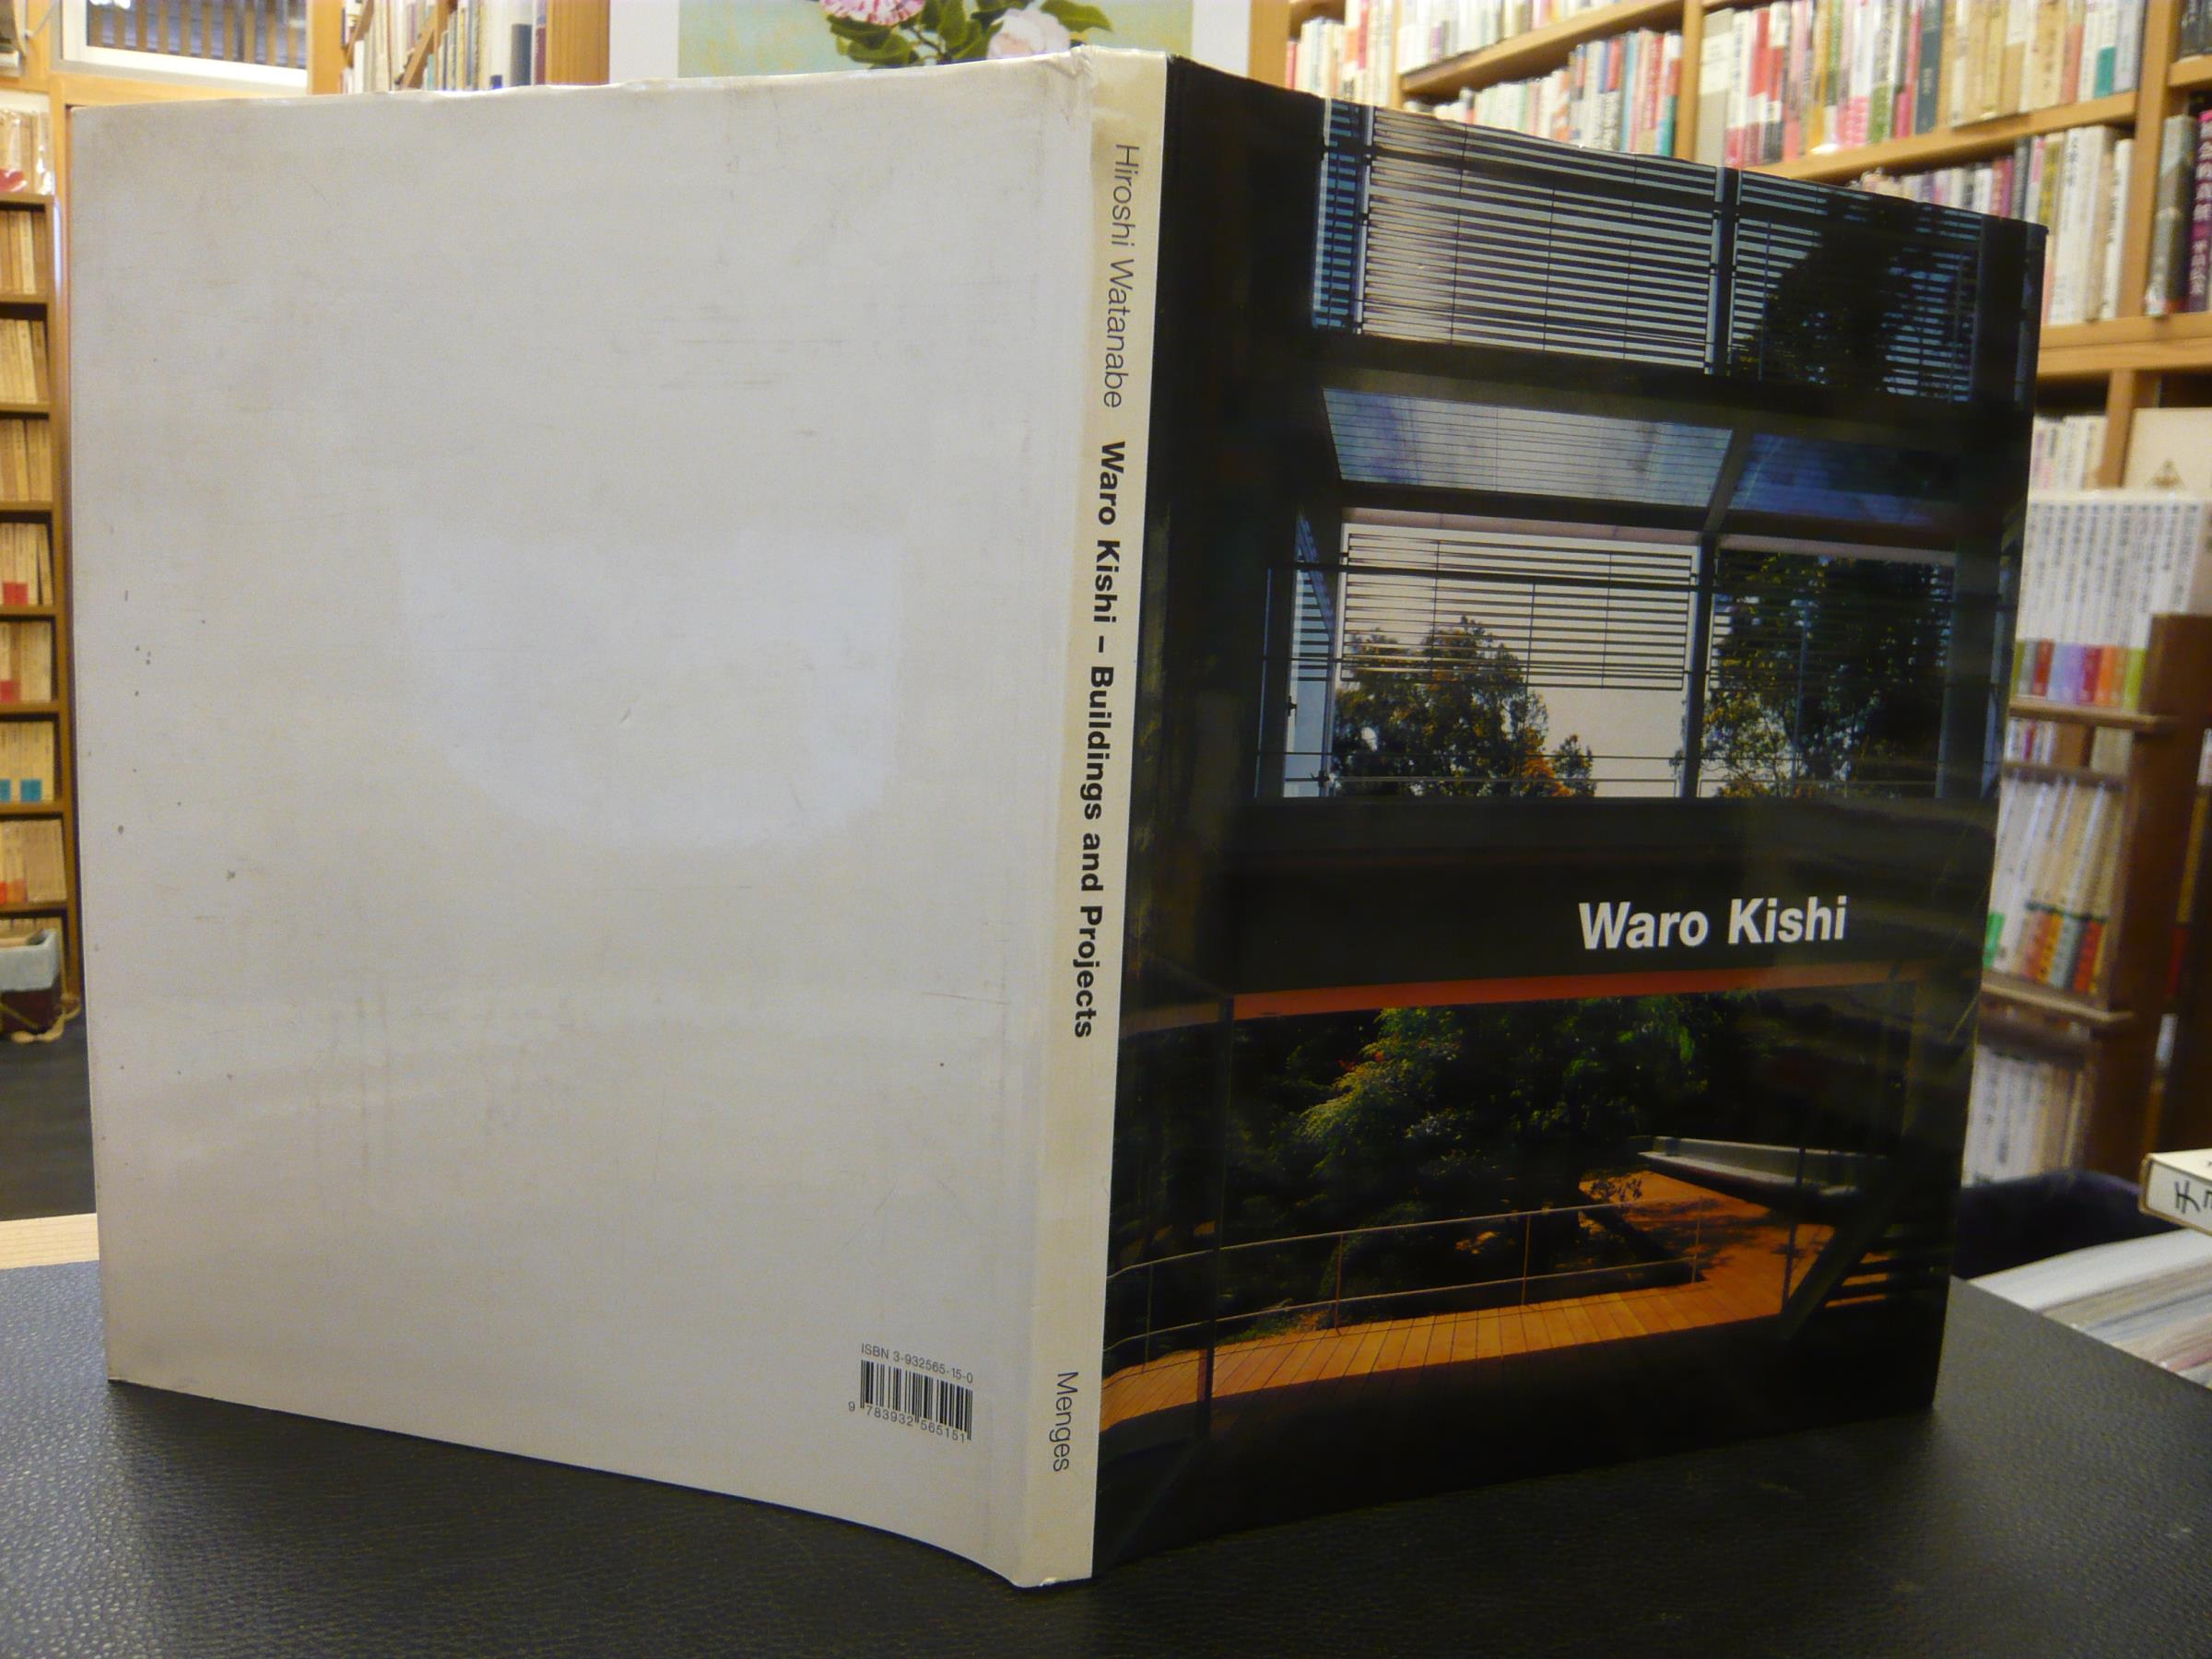 Hiroshi Watanabe Waro Kishi – Buildings and Projects
Menges
Waro Kishi
ISBN 3-932565-15-0
9 783932 565151